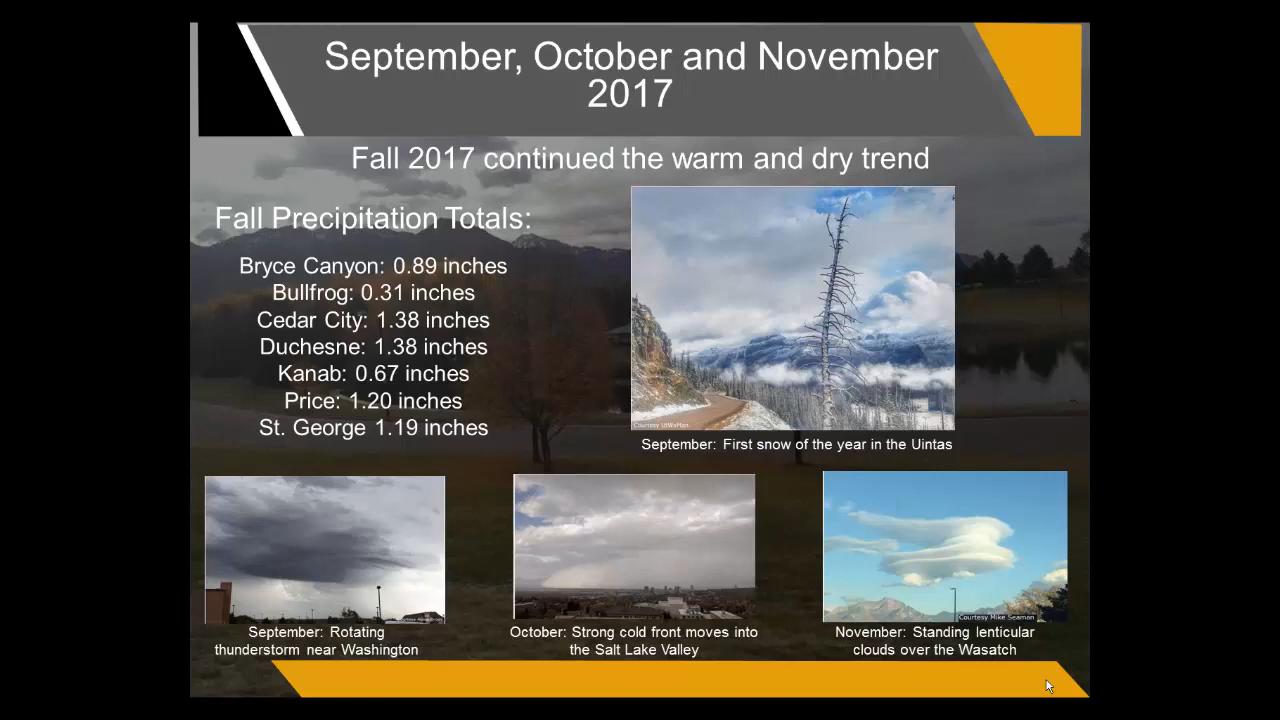 September, October and November
2017
Fall 2017 continued the warm and dry trend
Fall Precipitation Totals:
Bryce Canyon: 0.89 inches
Bullfrog: 0.31 inches
Cedar City: 1.38 inches
Duchesne: 1.38 inches
Kanab: 0.67 inches
Price: 1.20 inches
St. George 1.19 inches
Courtesy UtWxMan
September: First snow of the year in the Uintas
September: Rotating
thunderstorm near Washington
October: Strong cold front moves into
the Salt Lake Valley
Courtesy Mike Seaman
November: Standing lenticular
clouds over the Wasatch